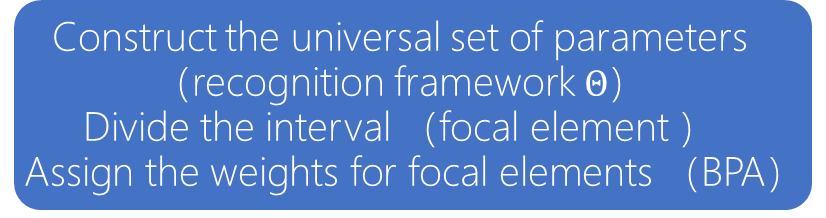 Construct the universal set of parameters
(recognition framework Θ)
Divide the interval (focal element )
Assign the weights for focal elements (BPA)